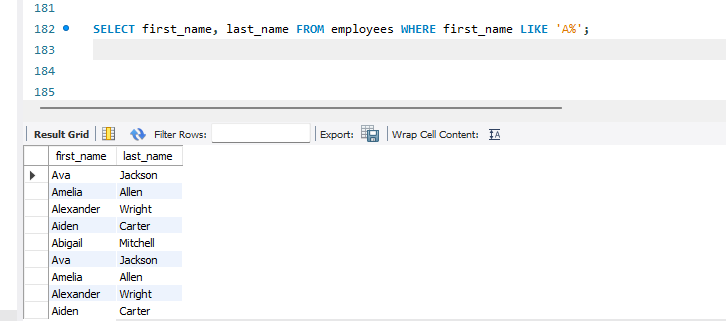 181
182 SELECT first_name, last_name FROM employees WHERE first_name LIKE 'A%';
183
184
185
Result Grid Filter Rows: Export: Wrap Cell Content: IA
first_name last_name
Ava Jackson
Amelia Allen
Alexander Wright
Aiden Carter
Abigail Mitchell
Ava Jackson
Amelia Allen
Alexander Wright
Aiden Carter